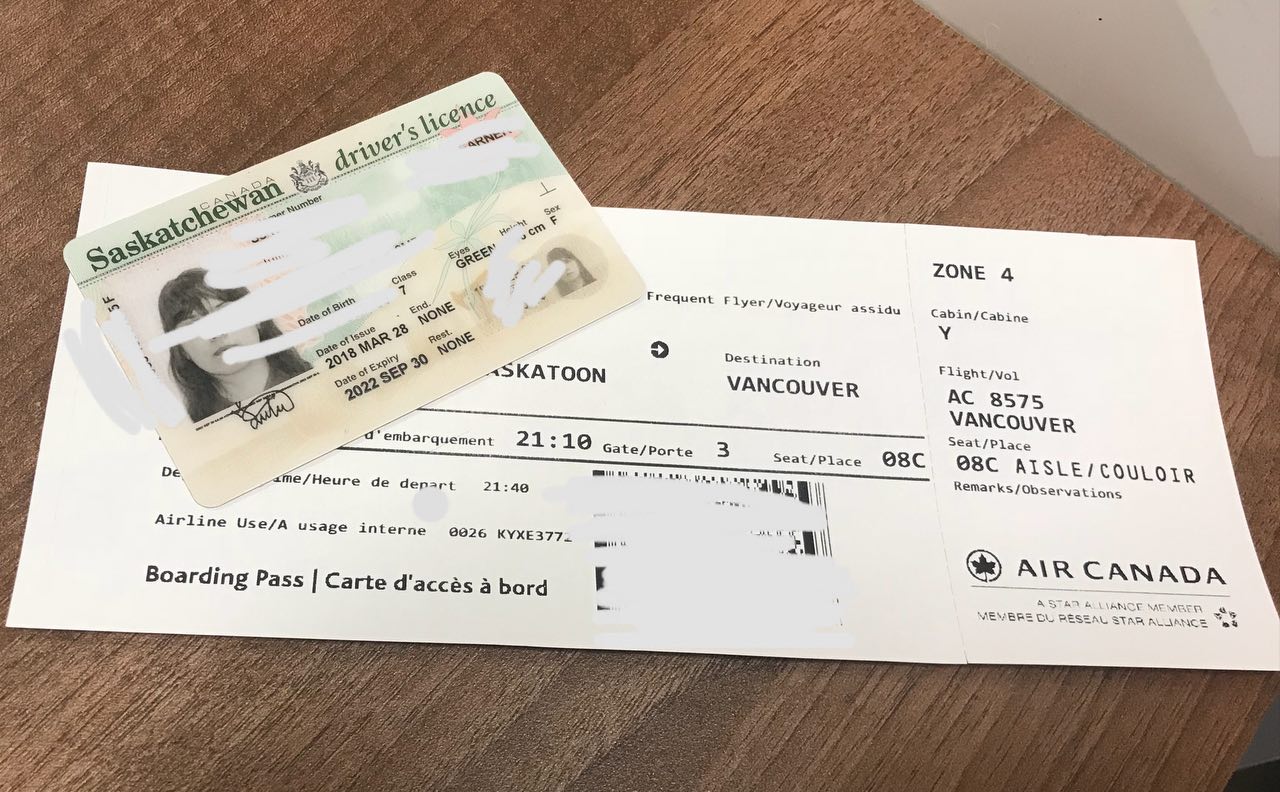 CANADA
Saskatchewan driver's licence
Number
Date of Birth
Class
7
Eyes
GREEN
Height
cm
Sex
F
Date of Issue
2018 MAR 28
End.
NONE
Date of Expiry
2022 SEP 30
Rest.
NONE
Frequent Flyer/Voyageur assidu
Destination
VANCOUVER
d'embarquement 21:10 Gate/Porte 3 Seat/Place 08C
/Heure de depart 21:40
Airline Use/A usage interne 0026 KYXE3772
Boarding Pass | Carte d'accès à bord
ZONE 4
Cabin/Cabine
Y
Flight/Vol
AC 8575
VANCOUVER
Seat/Place
08C AISLE/COULOIR
Remarks/Observations
AIR CANADA
A STAR ALLIANCE MEMBER
MEMBRE DU RÉSEAU STAR ALLIANCE